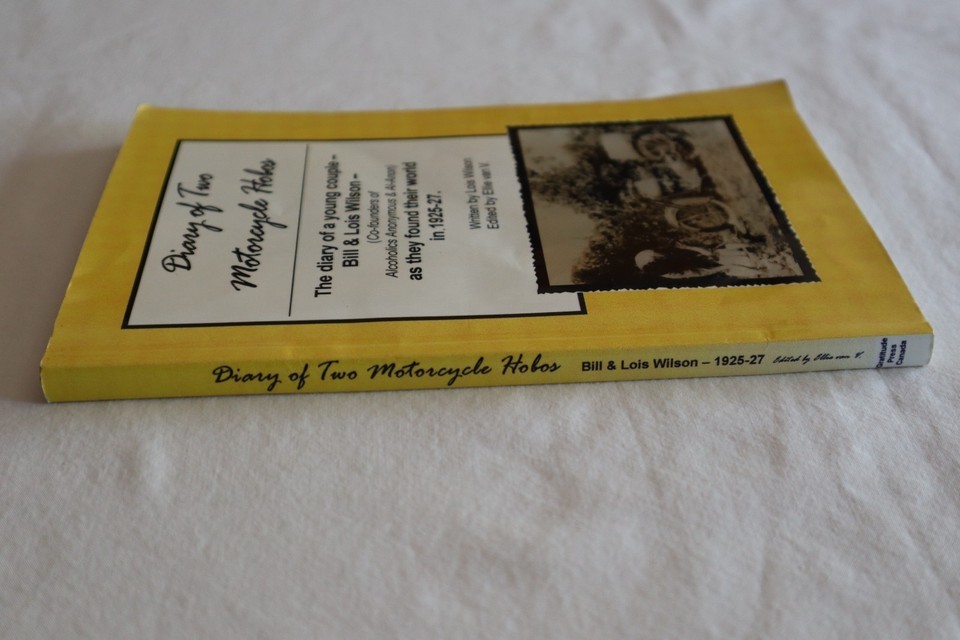 Diary of Two
Motorcycle Hobos
The diary of a young couple –
Bill & Lois Wilson –
(Co-founders of
Alcoholics Anonymous & Al-Anon)
as they found their world
in 1925-27.
Written by Lois Wilson
Edited by Ellie van V.
Diary of Two Motorcycle Hobos Bill & Lois Wilson – 1925-27 Edited by Ellie van V.
Gratitude
Press
Canada